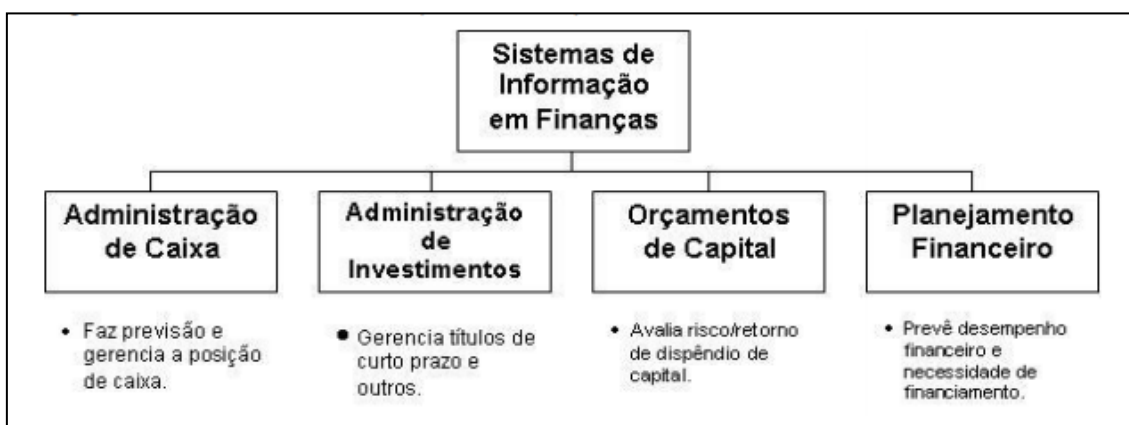 Sistemas de
Informação
em Finanças
Administração
de Caixa
Administração
de
Investimentos
Orçamentos
de Capital
Planejamento
Financeiro
• Faz previsão e
gerencia a posição
de caixa.
• Gerencia títulos de
curto prazo e
outros.
• Avalia risco/retorno
de dispêndio de
capital.
• Prevê desempenho
financeiro e
necessidade de
financiamento.